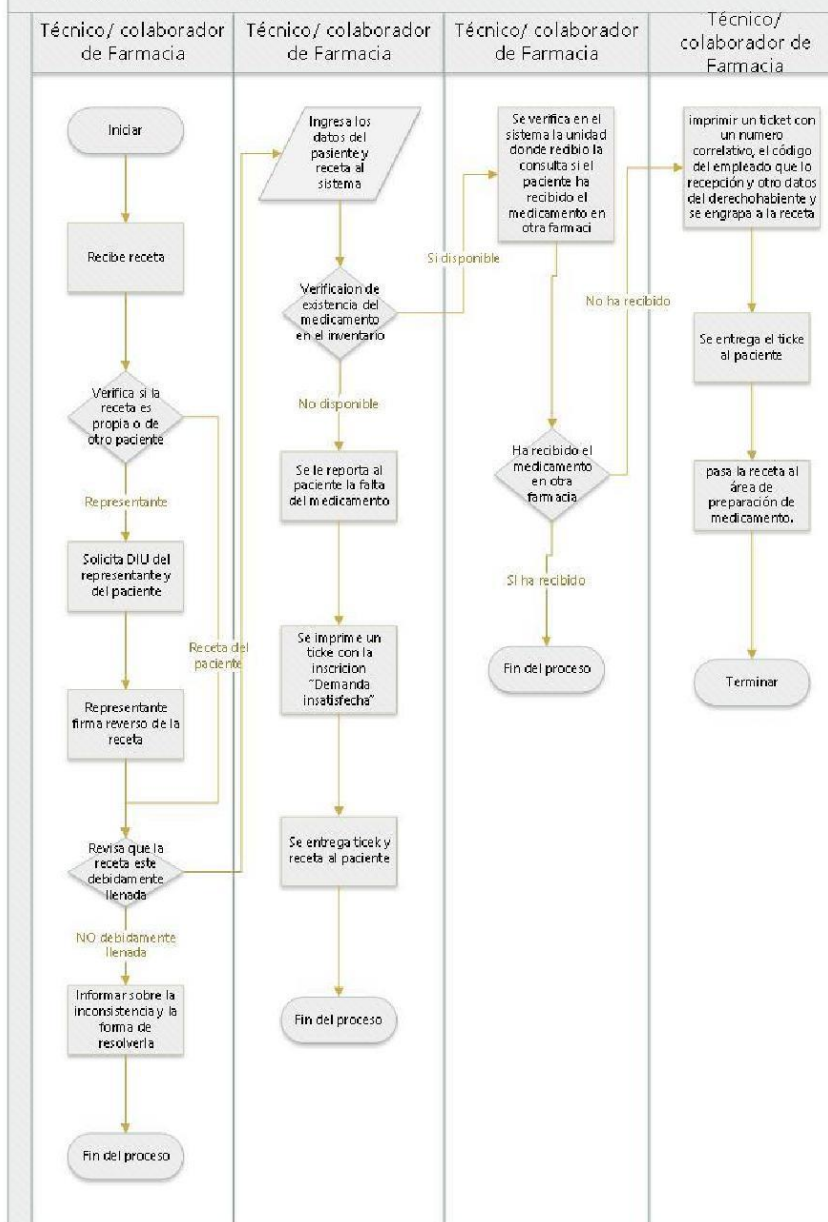 Técnico/ colaborador
de Farmacia
Técnico/ colaborador
de Farmacia
Técnico/ colaborador
de Farmacia
Técnico/
colaborador de
Farmacia
Iniciar
Recibe receta
Verifica si la
receta es
propia o de
otro paciente
Representante
Solicita DIU del
representante y
del paciente
Receta del
paciente
Representante
firma reverso de la
receta
Revisa que la
receta este
debidamente
llenada
NO debidamente
llenada
Informar sobre la
inconsistencia y la
forma de
resolverla
Fin del proceso
Ingresa los
datos del
pasiente y
receta al
sistema
Verificaion de
existencia del
medicamento
en el inventario
Si disponible
No disponible
Se le reporta al
paciente la falta
del medicamento
Se imprime un
ticke con la
inscricion
"Demanda
insatisfecha"
Se entrega ticek y
receta al paciente
Fin del proceso
Se verifica en el
sistema la unidad
donde recibio la
consulta si el
paciente ha
recibido el
medicamento en
otra farmaci
No ha recibido
Ha recibido el
medicamento
en otra
farmacia
SI ha recibido
Fin del proceso
imprimir un ticket con
un numero
correlativo, el código
del empleado que lo
recepción y otro datos
del derechohabiente y
se engrapa a la receta
Se entrega el ticke
al paciente
pasa la receta al
área de
preparación de
medicamento.
Terminar